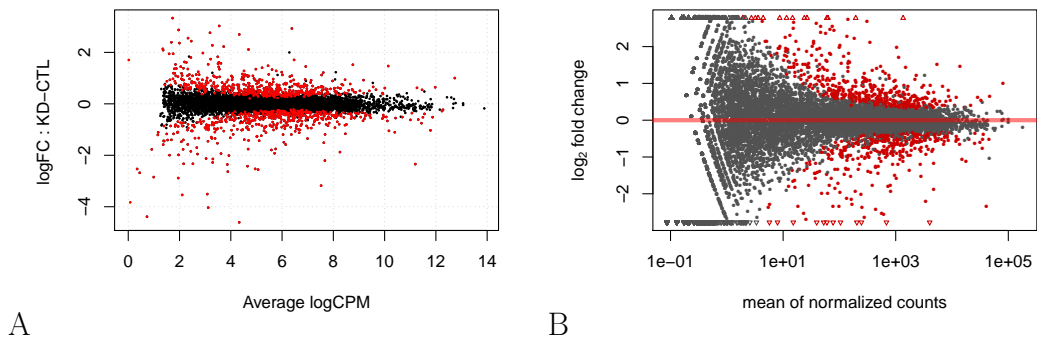 2
0
−2
−4
logFC : KD−CTL
0 2 4 6 8 10 12 14
Average logCPM
A
2
1
0
−1
−2
log2 fold change
1e−01 1e+01 1e+03 1e+05
mean of normalized counts
B